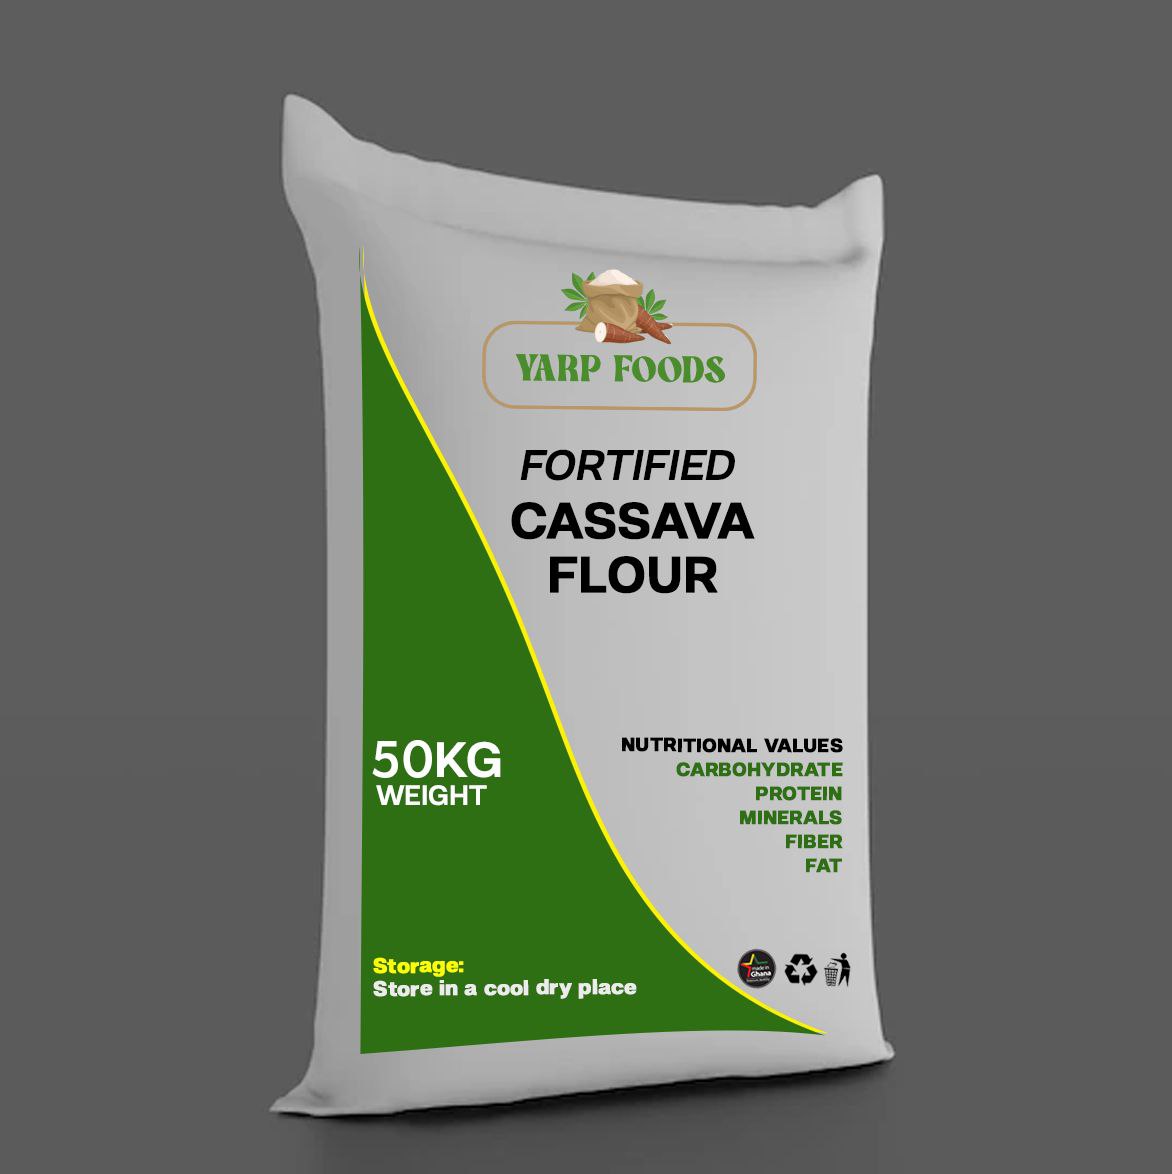 YARP FOODS
FORTIFIED
CASSAVA
FLOUR
50KG
WEIGHT
NUTRITIONAL VALUES
CARBOHYDRATE
PROTEIN
MINERALS
FIBER
FAT
Storage:
Store in a cool dry place
made in
Ghana